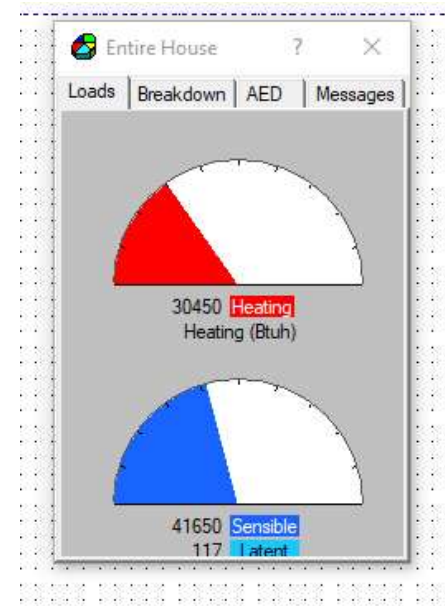 Entire House ?
Loads Breakdown AED Messages
30450 Heating
Heating (Btuh)
41650 Sensible
117 Latent